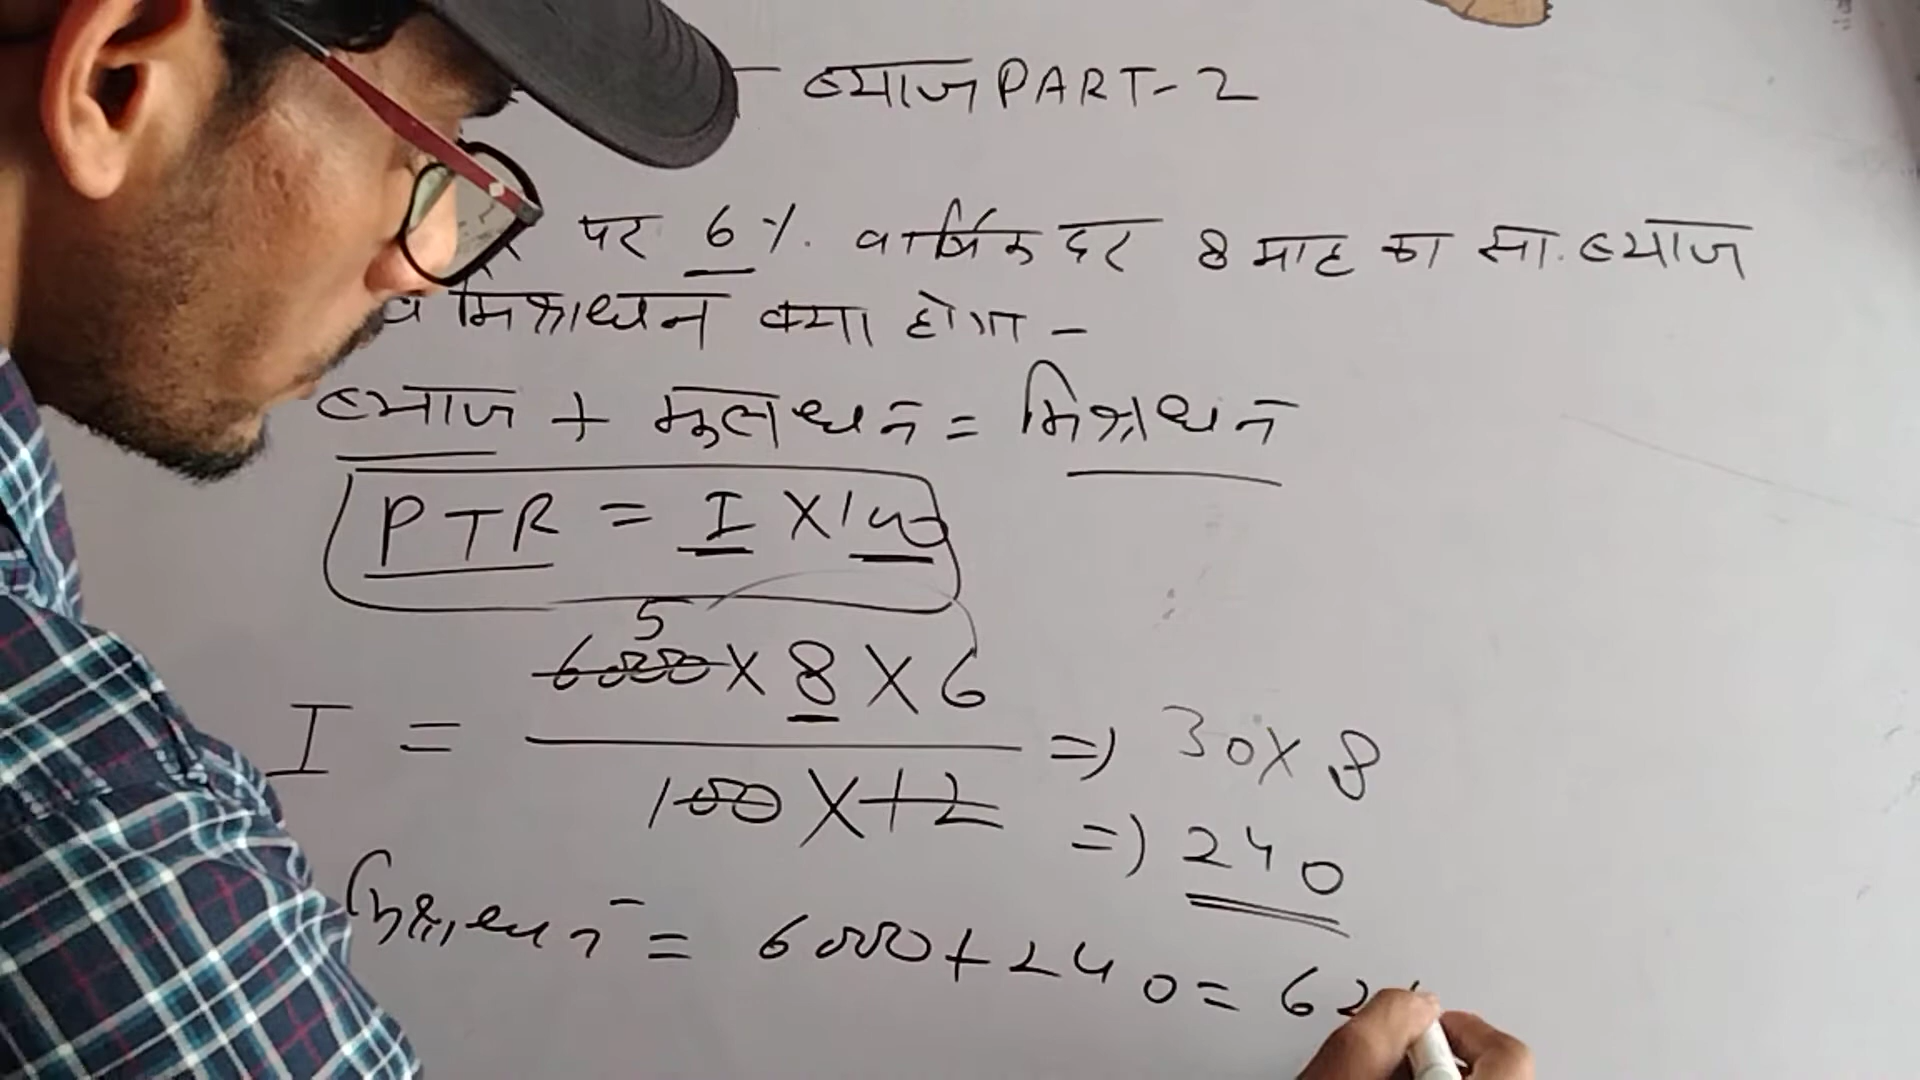 ब्याज PART-2
पर 6% वार्षिक दर 8 माह का सा. ब्याज
व मिश्रधन क्या होगा -
ब्याज + मूलधन = मिश्रधन
PTR = I X 100
5
I = 6000 X 8 X 6 / 100 X 12 => 30 X 8
=> 240
मिश्रधन = 6000 + 240 = 62